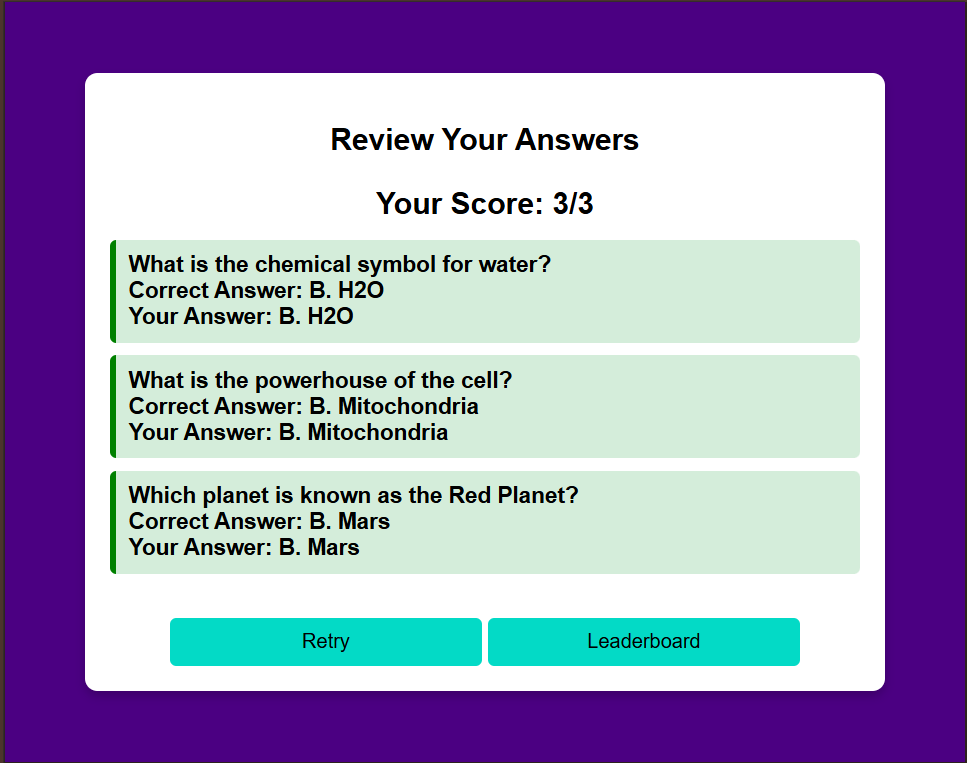 Review Your Answers
Your Score: 3/3
What is the chemical symbol for water?
Correct Answer: B. H2O
Your Answer: B. H2O
What is the powerhouse of the cell?
Correct Answer: B. Mitochondria
Your Answer: B. Mitochondria
Which planet is known as the Red Planet?
Correct Answer: B. Mars
Your Answer: B. Mars
Retry
Leaderboard